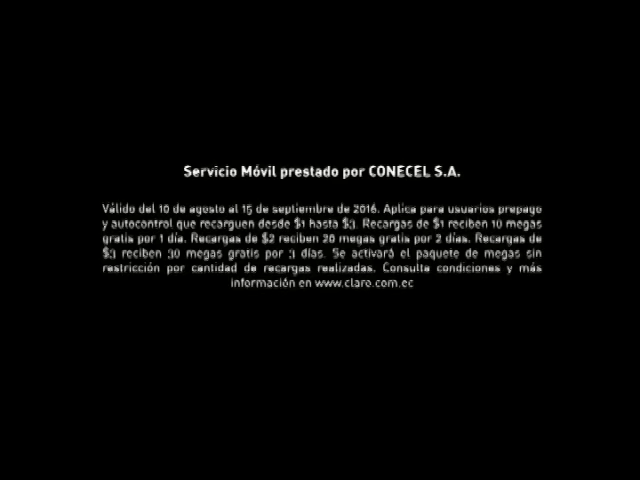 Servicio Móvil prestado por CONECEL S.A.
Válido del 10 de agosto al 15 de septiembre de 2016. Aplica para usuarios prepago
y autocontrol que recarguen desde $1 hasta $3. Recargas de $1 reciben 10 megas
gratis por 1 día. Recargas de $2 reciben 20 megas gratis por 2 días. Recargas de
$3 reciben 30 megas gratis por 3 días. Se activará el paquete de megas sin
restricción por cantidad de recargas realizadas. Consulta condiciones y más
información en www.claro.com.ec